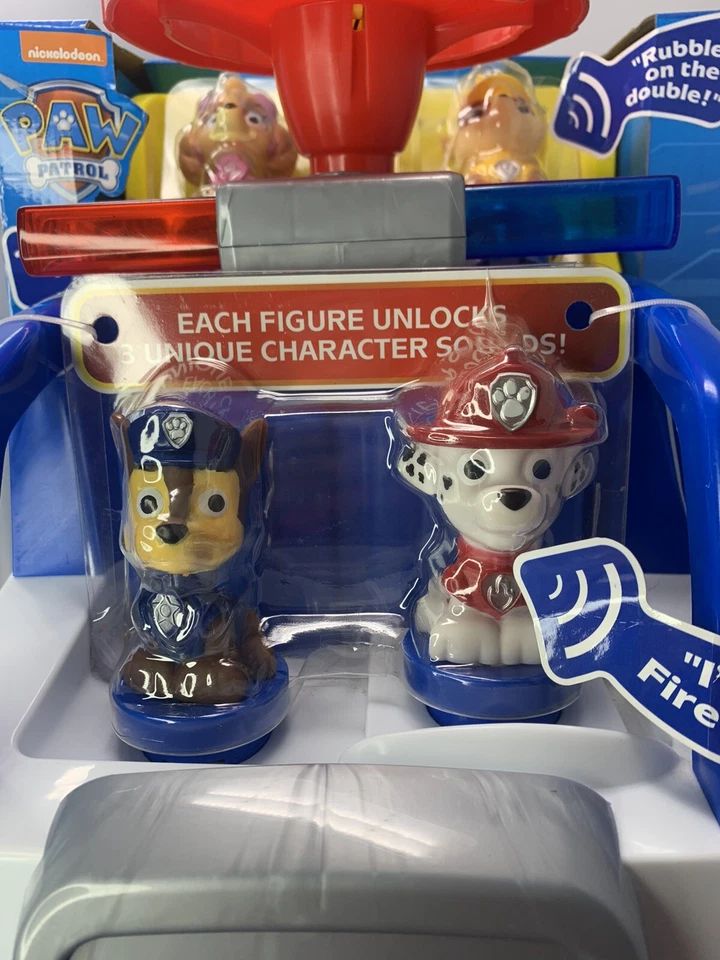 nickelodeon
PAW
PATROL
"Rubble
on the
double!"
EACH FIGURE UNLOCKS
3 UNIQUE CHARACTER SOUNDS!
Fire